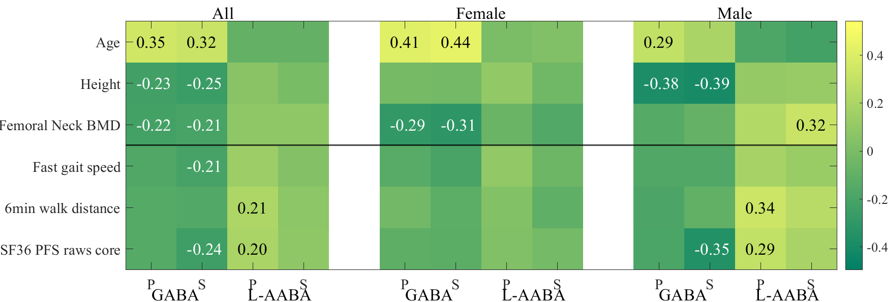 All Female Male
Age 0.35 0.32 0.41 0.44 0.29
0.4
Height -0.23 -0.25 -0.38 -0.39
0.2
Femoral Neck BMD -0.22 -0.21 -0.29 -0.31 0.32
0
Fast gait speed -0.21
-0.2
6min walk distance 0.21 0.34
SF36 PFS raws core -0.24 0.20 -0.35 0.29
-0.4
P S P S P S P S P S P S
GABA L-AABA GABA L-AABA GABA L-AABA